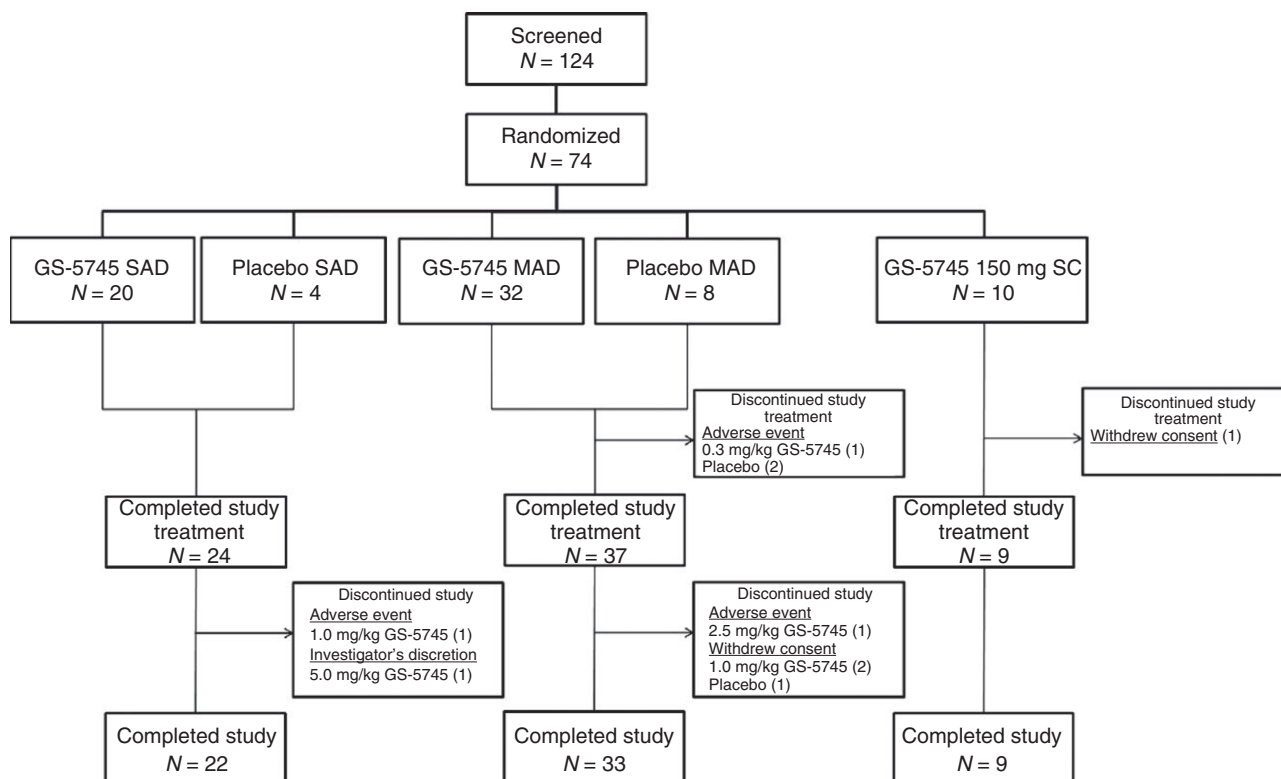 Screened
N = 124
Randomized
N = 74
GS-5745 SAD
N = 20
Placebo SAD
N = 4
GS-5745 MAD
N = 32
Placebo MAD
N = 8
GS-5745 150 mg SC
N = 10
Discontinued study
treatment
Adverse event
0.3 mg/kg GS-5745 (1)
Placebo (2)
Discontinued study
treatment
Withdrew consent (1)
Completed study
treatment
N = 24
Completed study
treatment
N = 37
Completed study
treatment
N = 9
Discontinued study
Adverse event
1.0 mg/kg GS-5745 (1)
Investigator's discretion
5.0 mg/kg GS-5745 (1)
Discontinued study
Adverse event
2.5 mg/kg GS-5745 (1)
Withdrew consent
1.0 mg/kg GS-5745 (2)
Placebo (1)
Completed study
N = 22
Completed study
N = 33
Completed study
N = 9